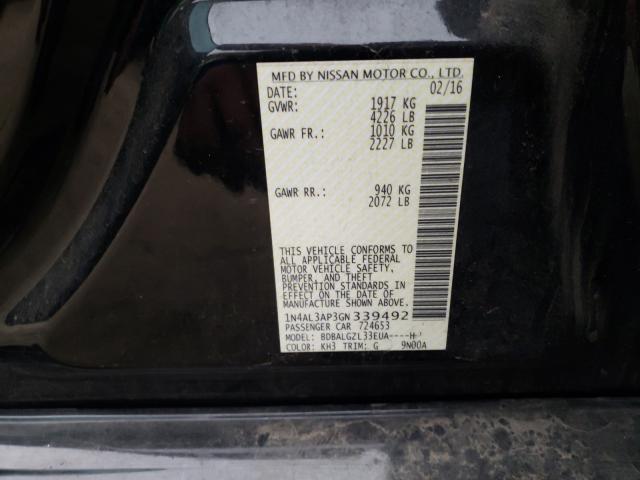 MFD BY NISSAN MOTOR CO., LTD.
DATE: 02/16
GVWR: 1917 KG
4226 LB
GAWR FR.: 1010 KG
2227 LB
GAWR RR.: 940 KG
2072 LB
THIS VEHICLE CONFORMS TO
ALL APPLICABLE FEDERAL
MOTOR VEHICLE SAFETY,
BUMPER, AND THEFT
PREVENTION STANDARDS IN
EFFECT ON THE DATE OF
MANUFACTURE SHOWN ABOVE.
1N4AL3AP3GN339492
PASSENGER CAR 724653
MODEL: BDBALGZL33EUA----H
COLOR: KH3 TRIM: G 9N00A